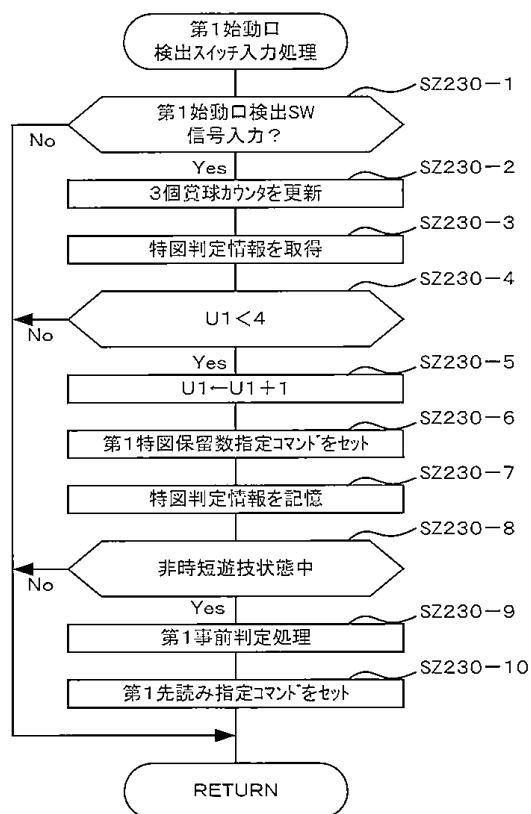 第1始動口
検出スイッチ入力処理
SZ230-1
第1始動口検出SW
信号入力?
No
Yes
SZ230-2
3個賞球カウンタを更新
SZ230-3
特図判定情報を取得
SZ230-4
U1<4
No
Yes
SZ230-5
U1←U1+1
SZ230-6
第1特図保留数指定コマンドをセット
SZ230-7
特図判定情報を記憶
SZ230-8
非時短遊技状態中
No
Yes
SZ230-9
第1事前判定処理
SZ230-10
第1先読み指定コマンドをセット
RETURN